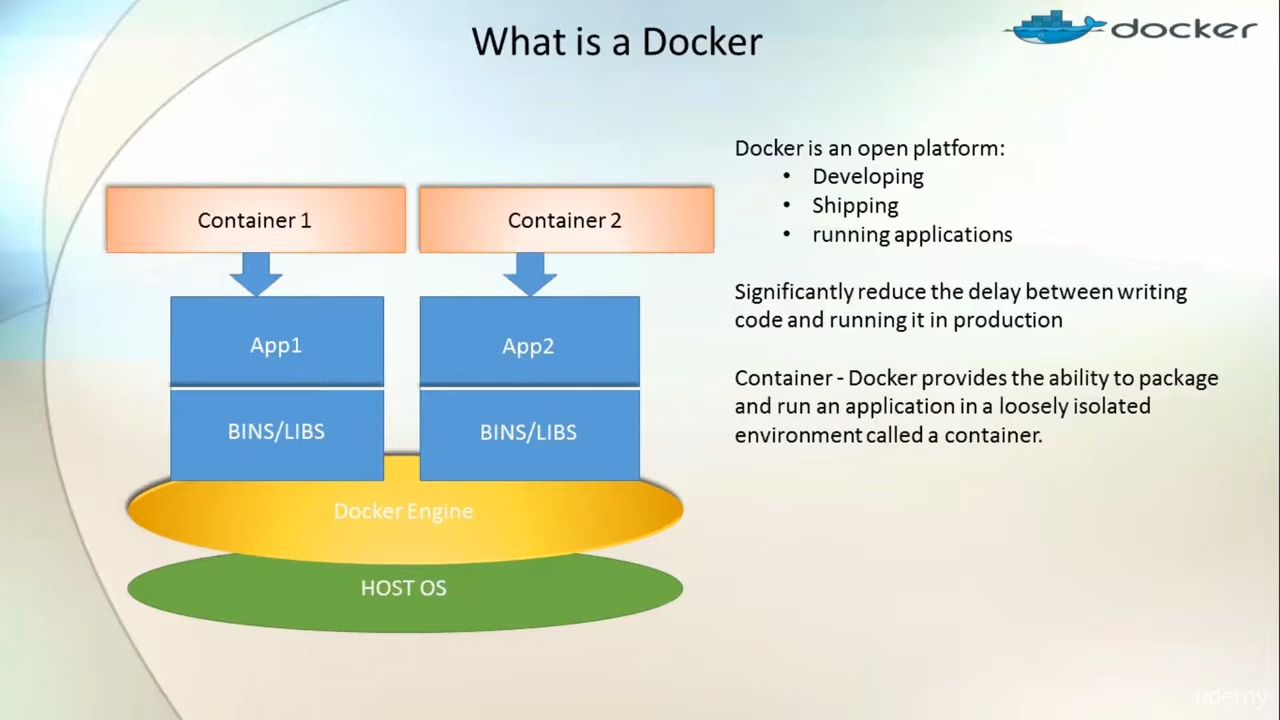 What is a Docker
docker
Docker is an open platform:
• Developing
• Shipping
• running applications
Significantly reduce the delay between writing
code and running it in production
Container - Docker provides the ability to package
and run an application in a loosely isolated
environment called a container.
Container 1
Container 2
App1
App2
BINS/LIBS
BINS/LIBS
Docker Engine
HOST OS
udemy